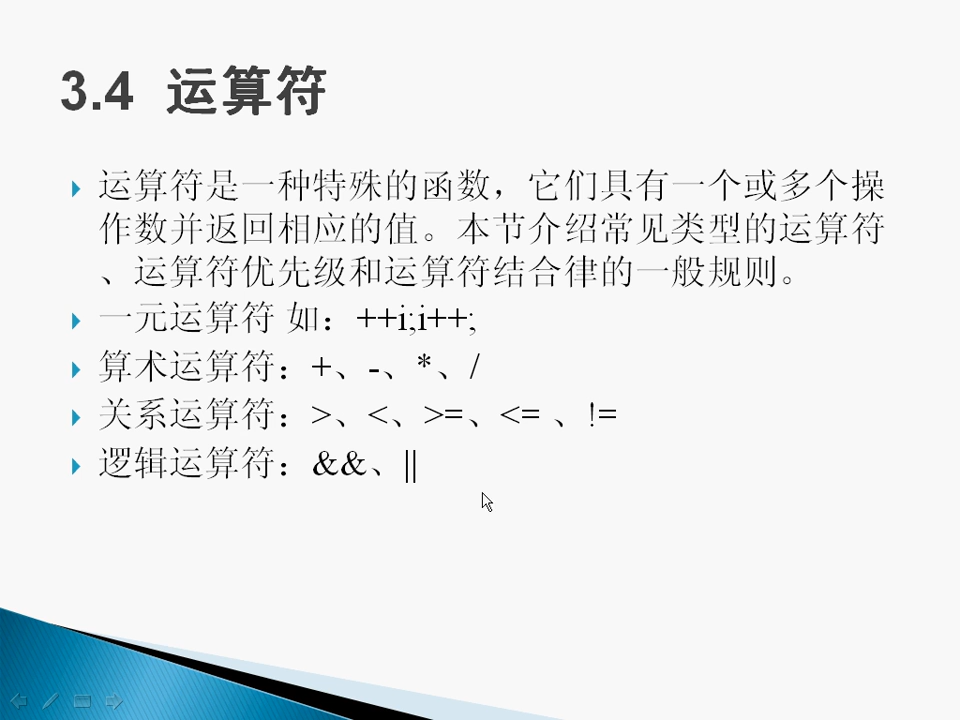 3.4 运算符
运算符是一种特殊的函数，它们具有一个或多个操
作数并返回相应的值。本节介绍常见类型的运算符
、运算符优先级和运算符结合律的一般规则。
一元运算符 如：++i;i++;
算术运算符：+、-、*、/
关系运算符：>、<、>=、<= 、!=
逻辑运算符：&&、||